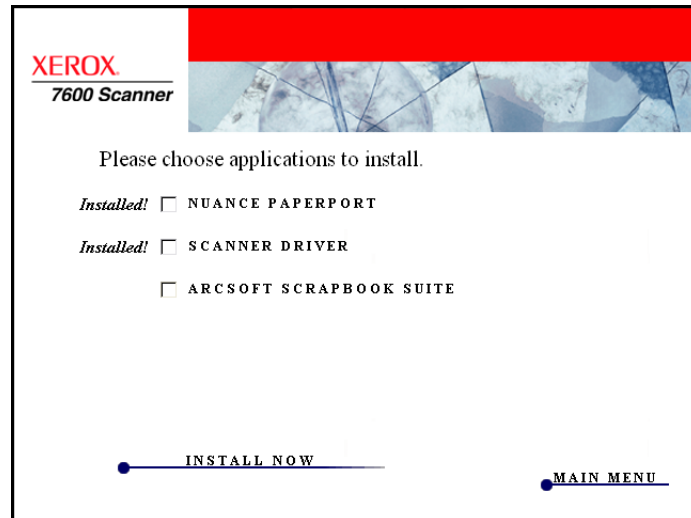 XEROX
7600 Scanner
Please choose applications to install.
Installed! NUANCE PAPERPORT
Installed! SCANNER DRIVER
ARCSOFT SCRAPBOOK SUITE
INSTALL NOW
MAIN MENU